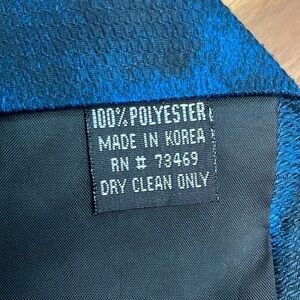 100% POLYESTER
MADE IN KOREA
RN # 73469
DRY CLEAN ONLY